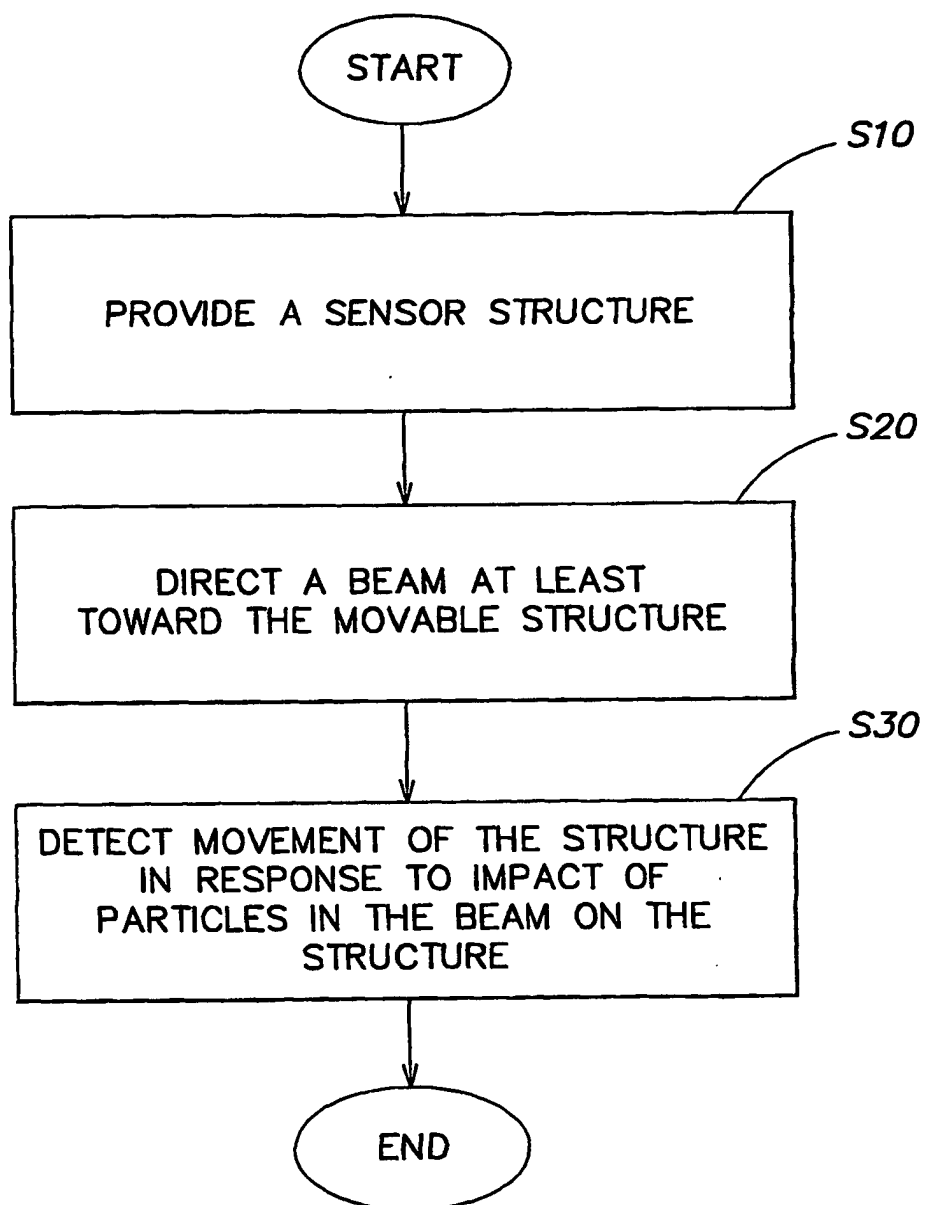 START
S10
PROVIDE A SENSOR STRUCTURE
S20
DIRECT A BEAM AT LEAST
TOWARD THE MOVABLE STRUCTURE
S30
DETECT MOVEMENT OF THE STRUCTURE
IN RESPONSE TO IMPACT OF
PARTICLES IN THE BEAM ON THE
STRUCTURE
END